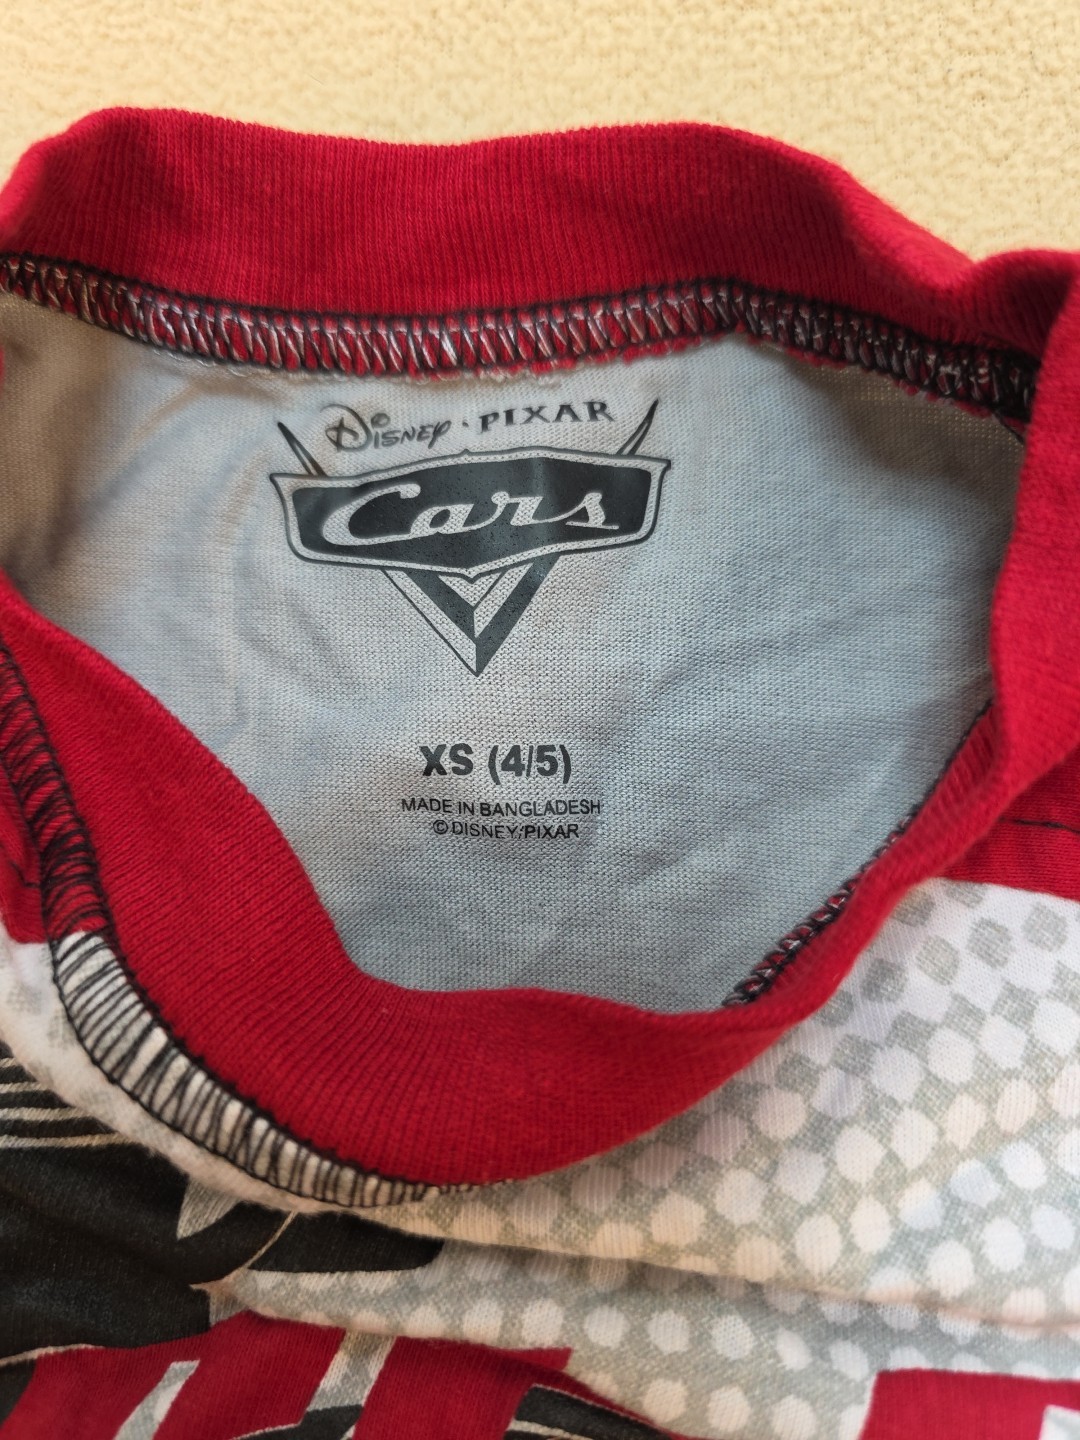 Disney · PIXAR
Cars
XS (4/5)
MADE IN BANGLADESH
© DISNEY/PIXAR